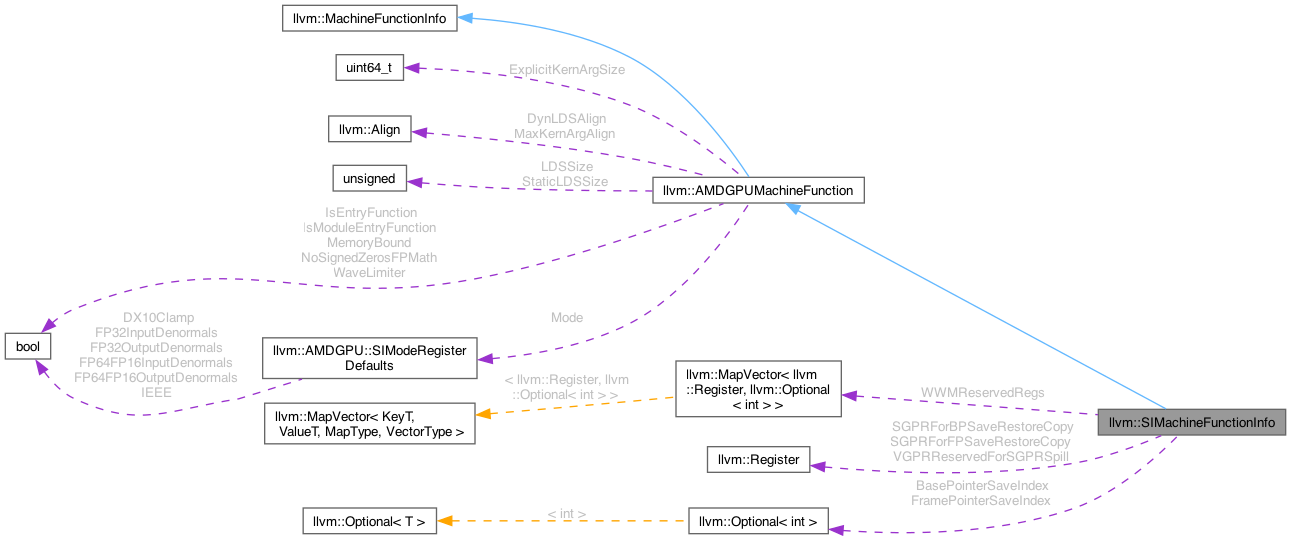 llvm::MachineFunctionInfo
uint64_t
ExplicitKernArgSize
llvm::Align
DynLDSAlign
MaxKernArgAlign
unsigned
LDSSize
StaticLDSSize
llvm::AMDGPUMachineFunction
IsEntryFunction
IsModuleEntryFunction
MemoryBound
NoSignedZerosFPMath
WaveLimiter
bool
DX10Clamp
FP32InputDenormals
FP32OutputDenormals
FP64FP16InputDenormals
FP64FP16OutputDenormals
IEEE
Mode
llvm::AMDGPU::SIModeRegister
Defaults
llvm::MapVector< KeyT,
ValueT, MapType, VectorType >
< llvm::Register, llvm
::Optional< int > >
llvm::MapVector< llvm
::Register, llvm::Optional
< int > >
WWMReservedRegs
llvm::SIMachineFunctionInfo
SGPRForBPSaveRestoreCopy
SGPRForFPSaveRestoreCopy
VGPRReservedForSGPRSpill
llvm::Register
BasePointerSaveIndex
FramePointerSaveIndex
llvm::Optional< T >
< int >
llvm::Optional< int >